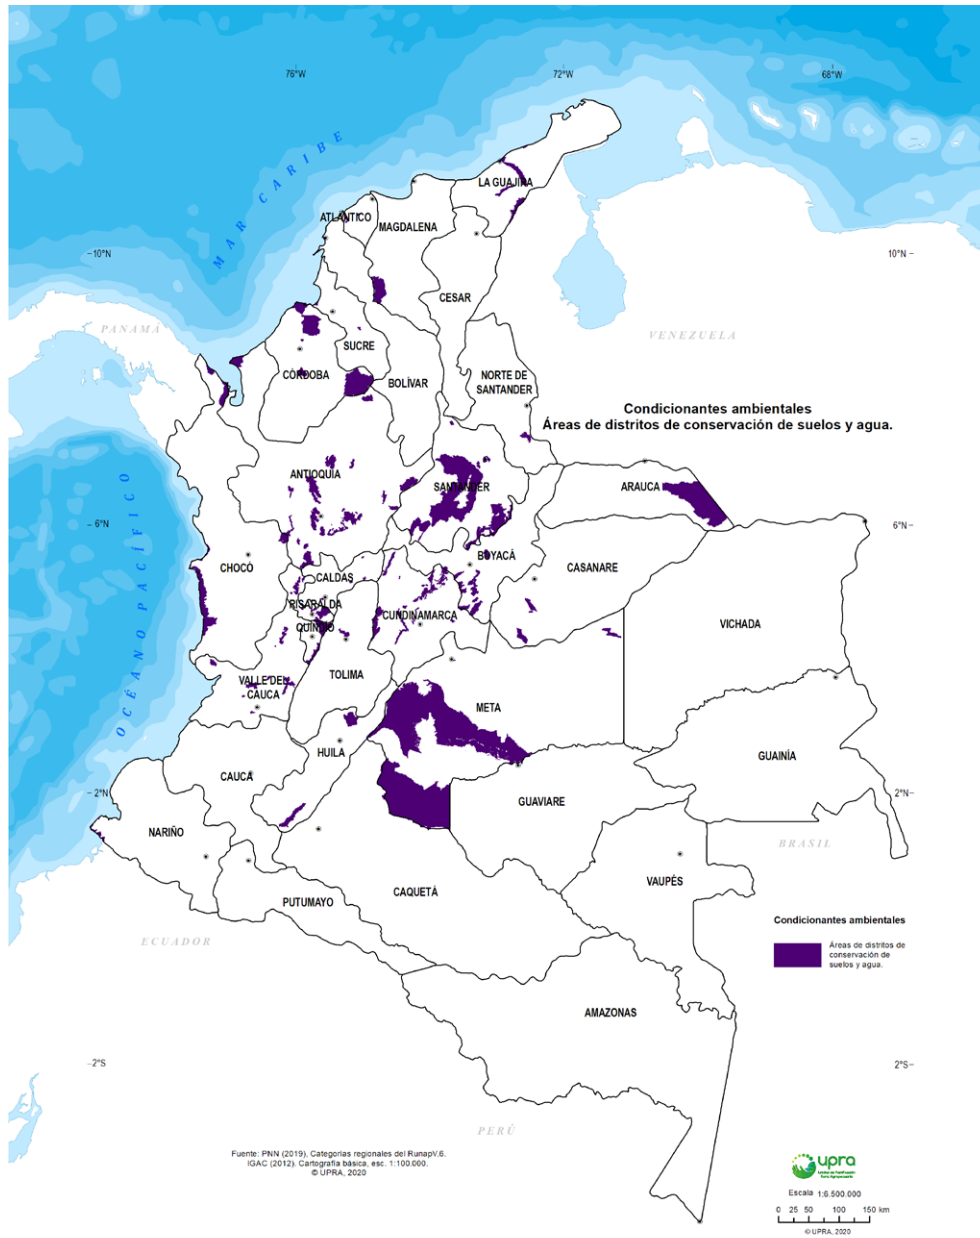 76°W
72°W
68°W
MAR CARIBE
LA GUAJIRA
ATLÁNTICO
MAGDALENA
10°N
10°N
CESAR
PANAMÁ
VENEZUELA
SUCRE
CÓRDOBA
BOLÍVAR
NORTE DE
SANTANDER
Condicionantes ambientales
Áreas de distritos de conservación de suelos y agua.
ANTIOQUIA
SANTANDER
ARAUCA
6°N
6°N
OCÉANO PACÍFICO
CHOCÓ
BOYACÁ
CASANARE
CALDAS
RISARALDA
CUNDINAMARCA
QUINDÍO
VICHADA
TOLIMA
VALLE DEL
CAUCA
META
HUILA
GUAINÍA
CAUCA
2°N
2°N
GUAVIARE
NARIÑO
BRASIL
VAUPÉS
CAQUETÁ
PUTUMAYO
Condicionantes ambientales
ECUADOR
Áreas de distritos de
conservación de
suelos y agua.
AMAZONAS
2°S
2°S
PERÚ
Fuente: PNN (2019), Categorías regionales del RunapV.6.
IGAC (2012). Cartografía básica, esc. 1:100.000.
© UPRA, 2020
upra
Escala 1:6.500.000
0 25 50 100 150 km
© UPRA, 2020